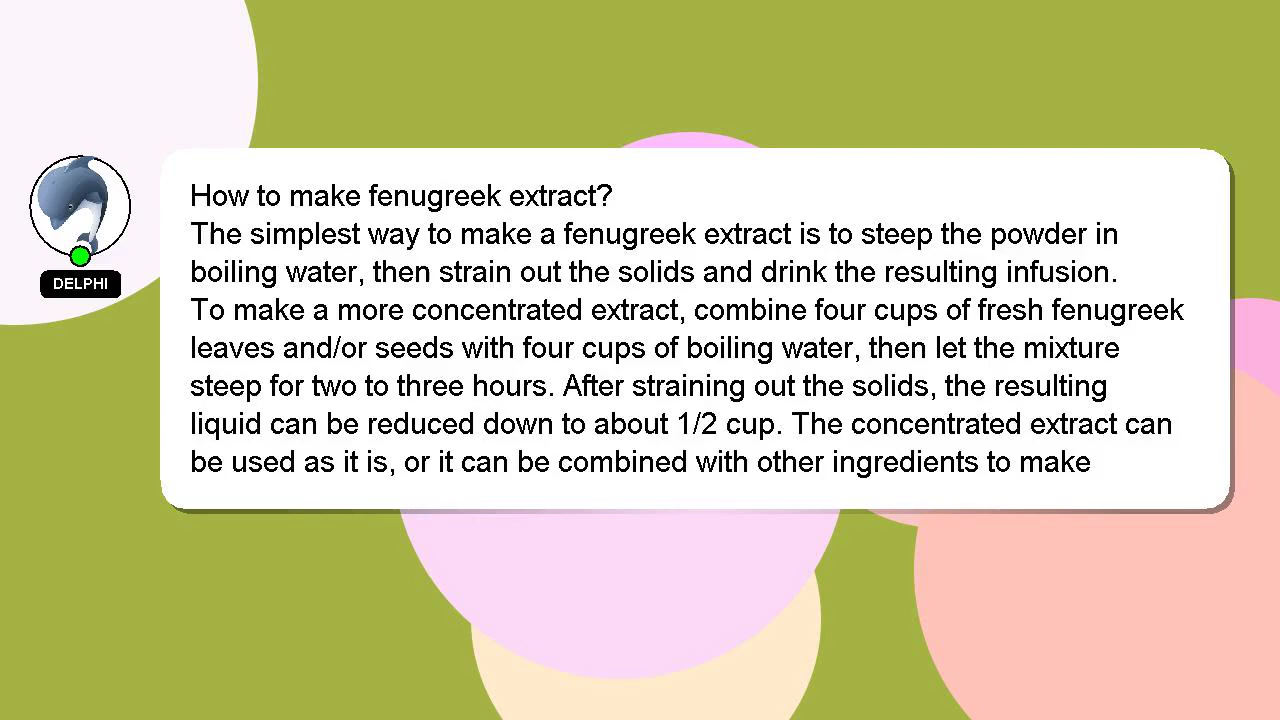 DELPHI
How to make fenugreek extract?
The simplest way to make a fenugreek extract is to steep the powder in
boiling water, then strain out the solids and drink the resulting infusion.
To make a more concentrated extract, combine four cups of fresh fenugreek
leaves and/or seeds with four cups of boiling water, then let the mixture
steep for two to three hours. After straining out the solids, the resulting
liquid can be reduced down to about 1/2 cup. The concentrated extract can
be used as it is, or it can be combined with other ingredients to make